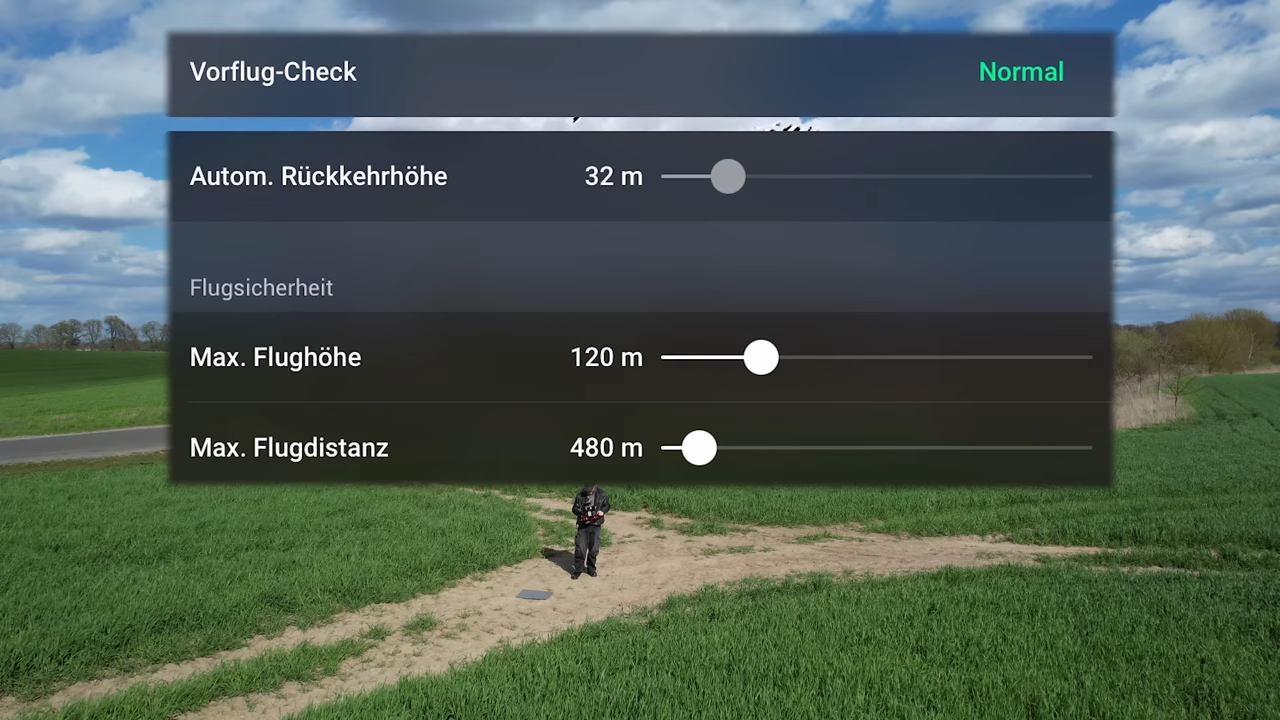 Vorflug-Check Normal
Autom. Rückkehrhöhe 32 m
Flugsicherheit
Max. Flughöhe 120 m
Max. Flugdistanz 480 m